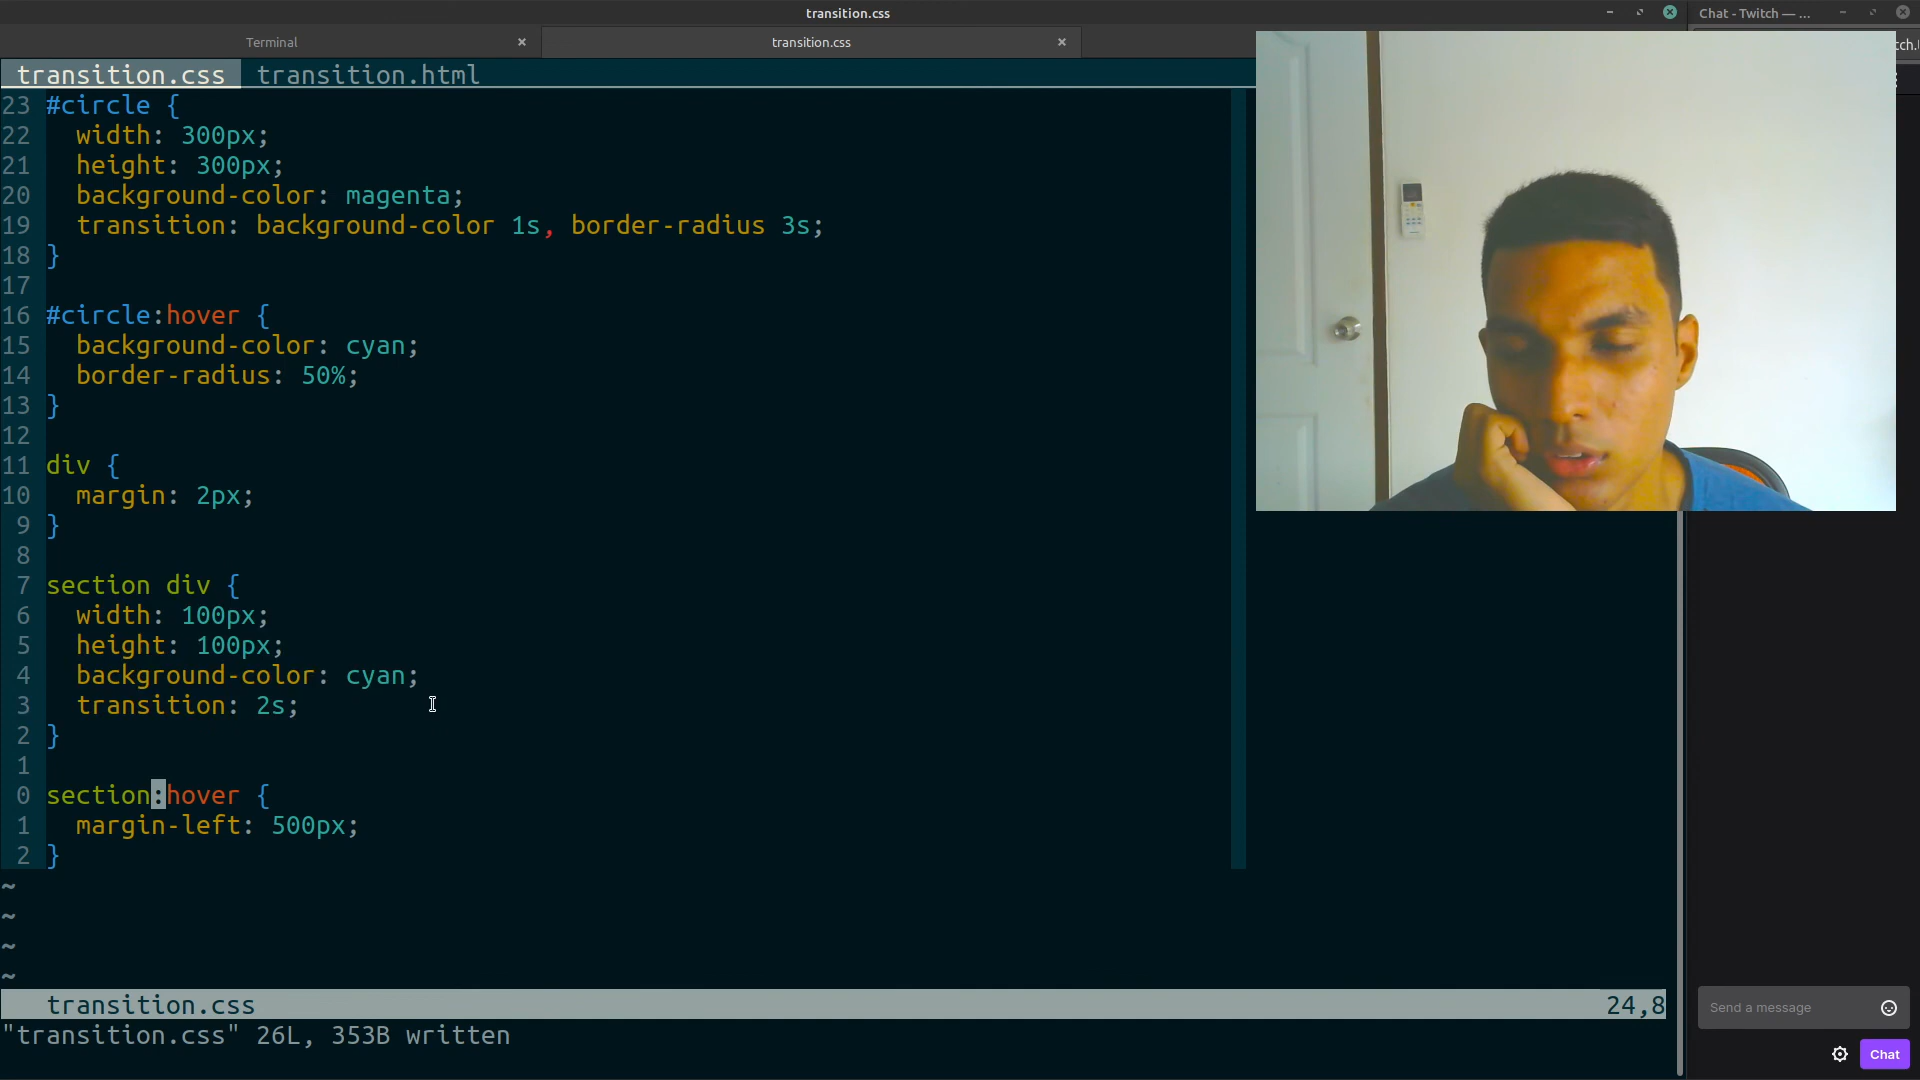 transition.css
Chat - Twitch — ...
Terminal
transition.css
transition.css transition.html
23 #circle {
22   width: 300px;
21   height: 300px;
20   background-color: magenta;
19   transition: background-color 1s, border-radius 3s;
18 }
17
16 #circle:hover {
15   background-color: cyan;
14   border-radius: 50%;
13 }
12
11 div {
10   margin: 2px;
9 }
8
7 section div {
6   width: 100px;
5   height: 100px;
4   background-color: cyan;
3   transition: 2s;
2 }
1
0 section:hover {
1   margin-left: 500px;
2 }
~
~
~
~
transition.css 24,8
"transition.css" 26L, 353B written
Send a message
Chat